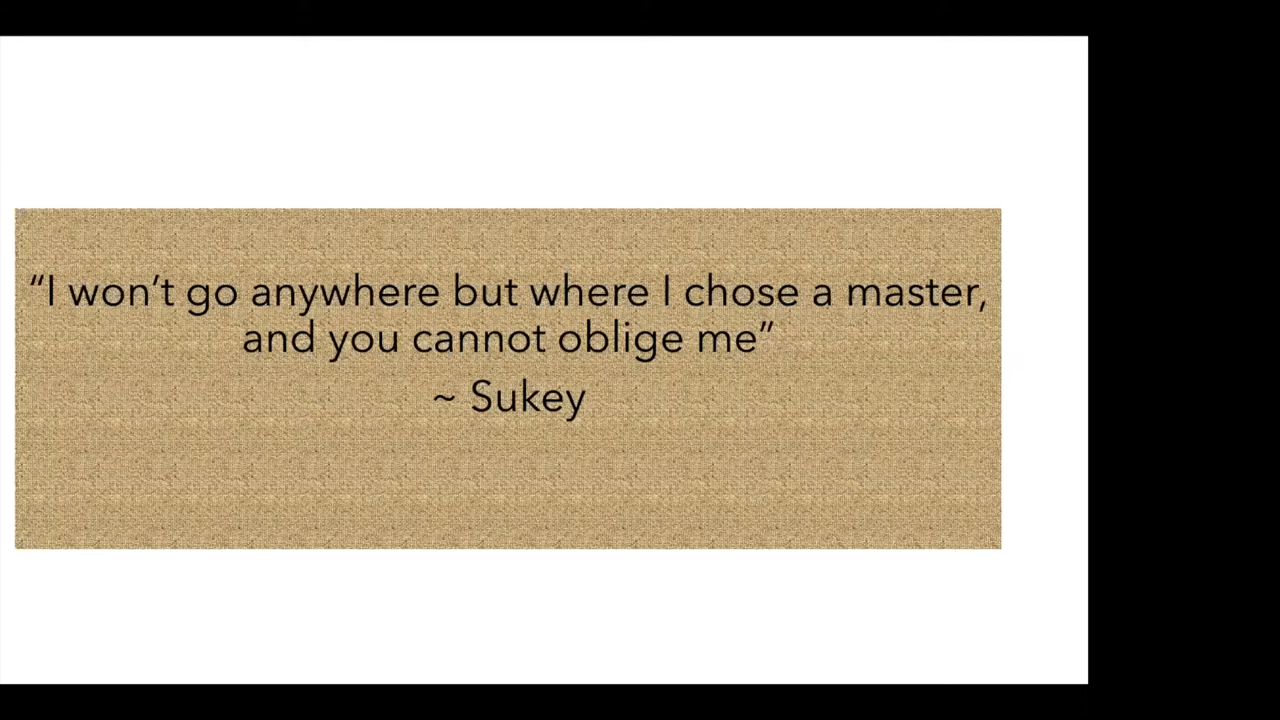 “I won’t go anywhere but where I chose a master,
and you cannot oblige me”
~ Sukey